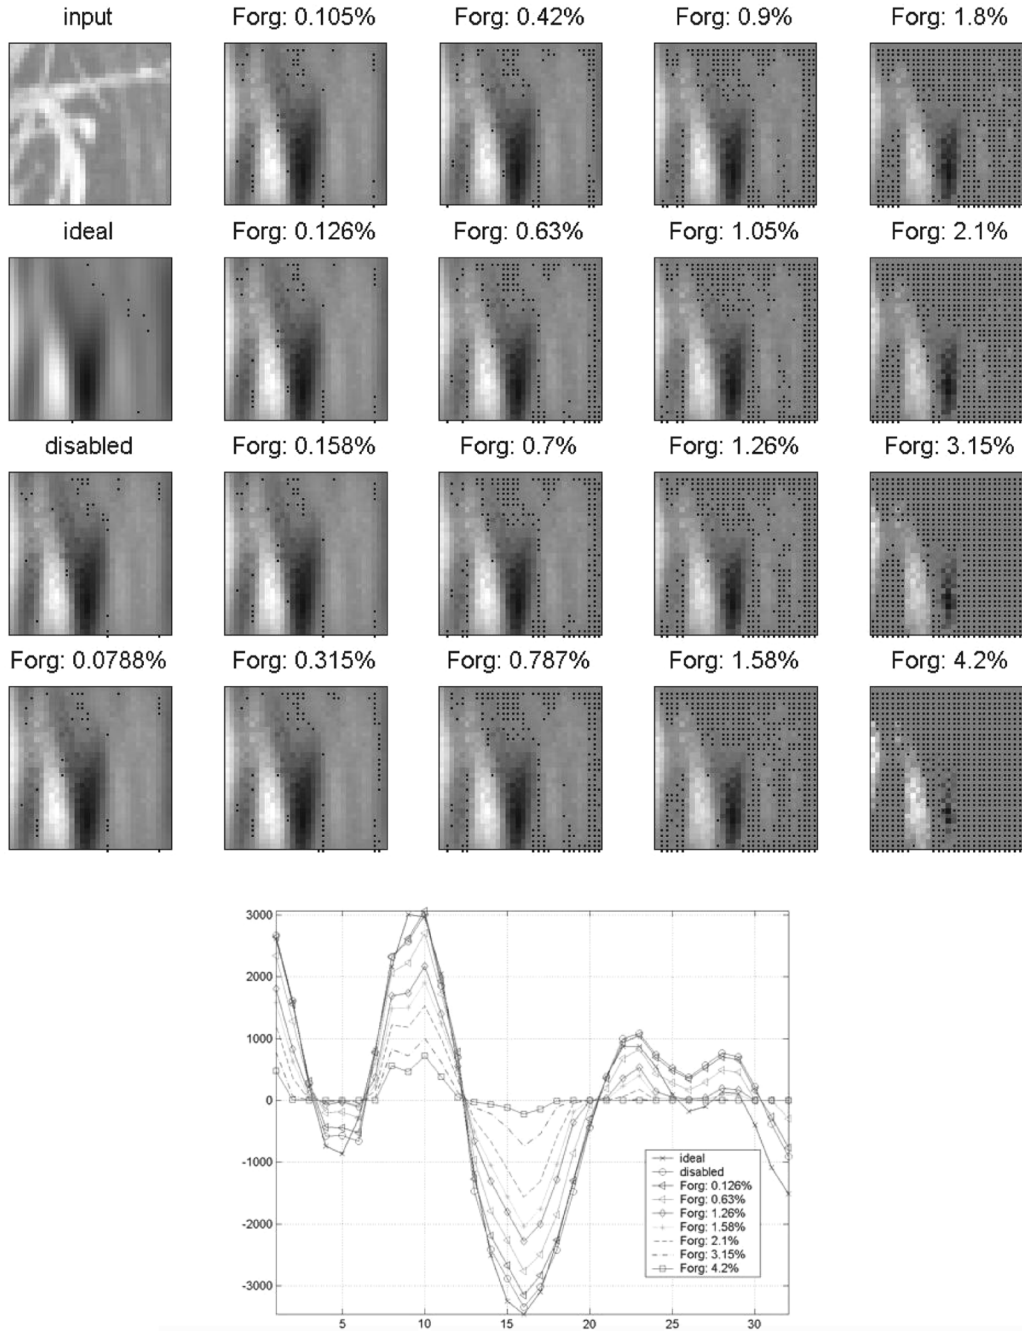 input Forg: 0.105% Forg: 0.42% Forg: 0.9% Forg: 1.8%
ideal Forg: 0.126% Forg: 0.63% Forg: 1.05% Forg: 2.1%
disabled Forg: 0.158% Forg: 0.7% Forg: 1.26% Forg: 3.15%
Forg: 0.0788% Forg: 0.315% Forg: 0.787% Forg: 1.58% Forg: 4.2%
3000
2000
1000
0
-1000
-2000
-3000
ideal
disabled
Forg: 0.126%
Forg: 0.63%
Forg: 1.26%
Forg: 1.58%
Forg: 2.1%
Forg: 3.15%
Forg: 4.2%
5 10 15 20 25 30